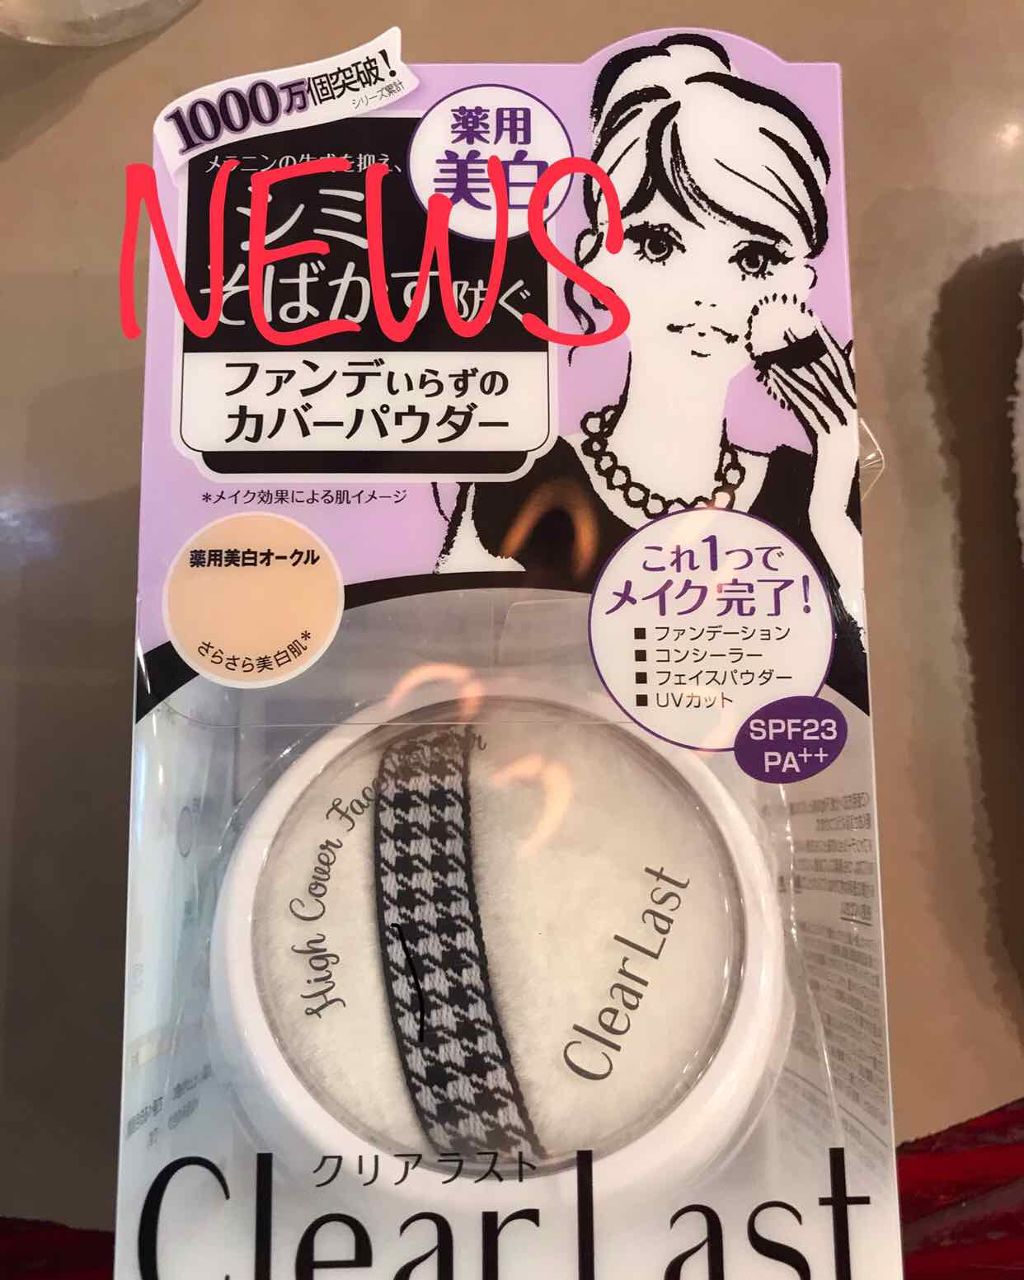 1000万個突破！
シリーズ累計
メラニンの生成を抑え、
シミ
そばかす防ぐ
薬用
美白
NEWS
ファンデいらずの
カバーパウダー
＊メイク効果による肌イメージ
薬用美白オークル
さらさら美白肌＊
これ1つで
メイク完了！
■ ファンデーション
■ コンシーラー
■ フェイスパウダー
■ UVカット
SPF23
PA++
High Cover Face
ClearLast
クリアラスト
ClearLast